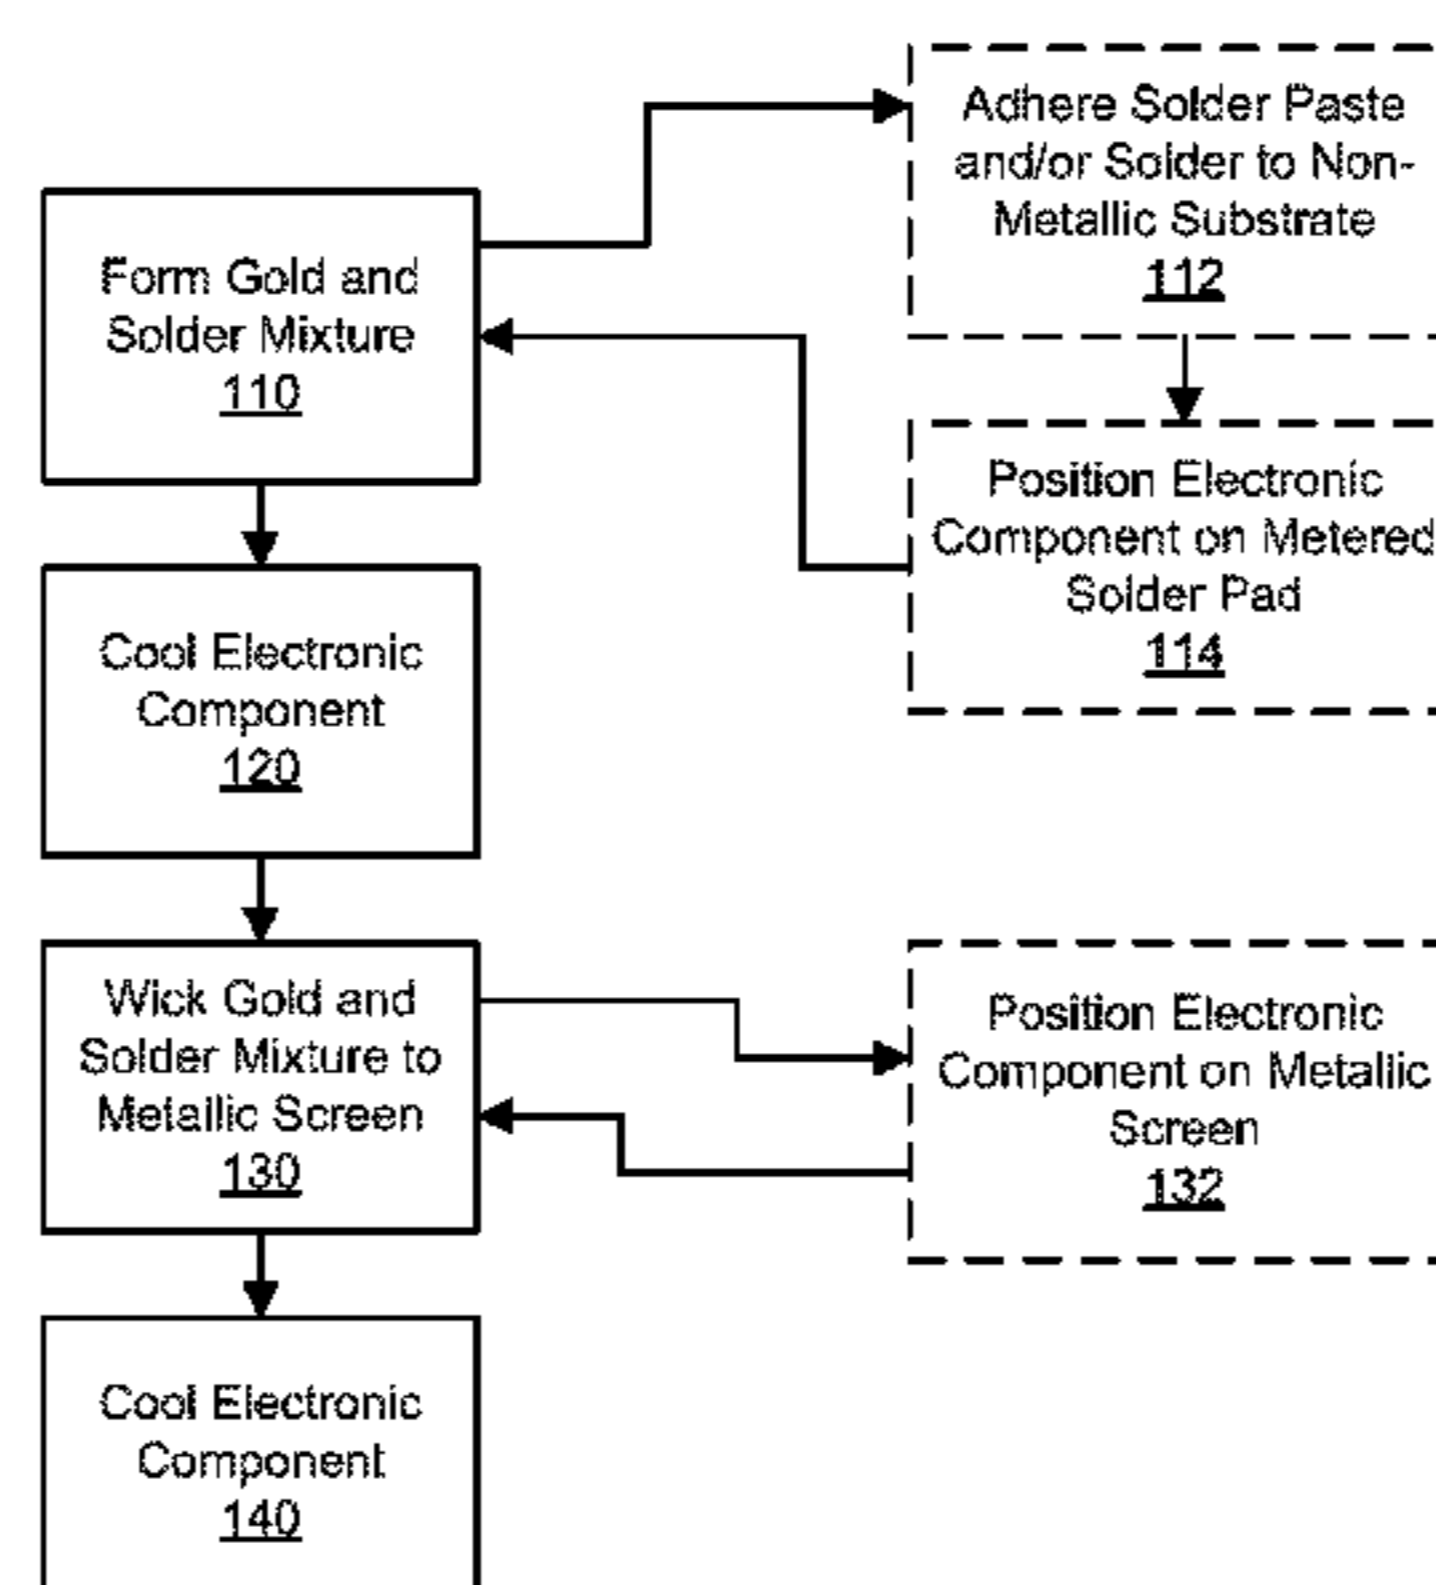 Adhere Solder Paste
and/or Solder to Non-
Metallic Substrate
112
Form Gold and
Solder Mixture
110
Position Electronic
Component on Metered
Solder Pad
114
Cool Electronic
Component
120
Wick Gold and
Solder Mixture to
Metallic Screen
130
Position Electronic
Component on Metallic
Screen
132
Cool Electronic
Component
140